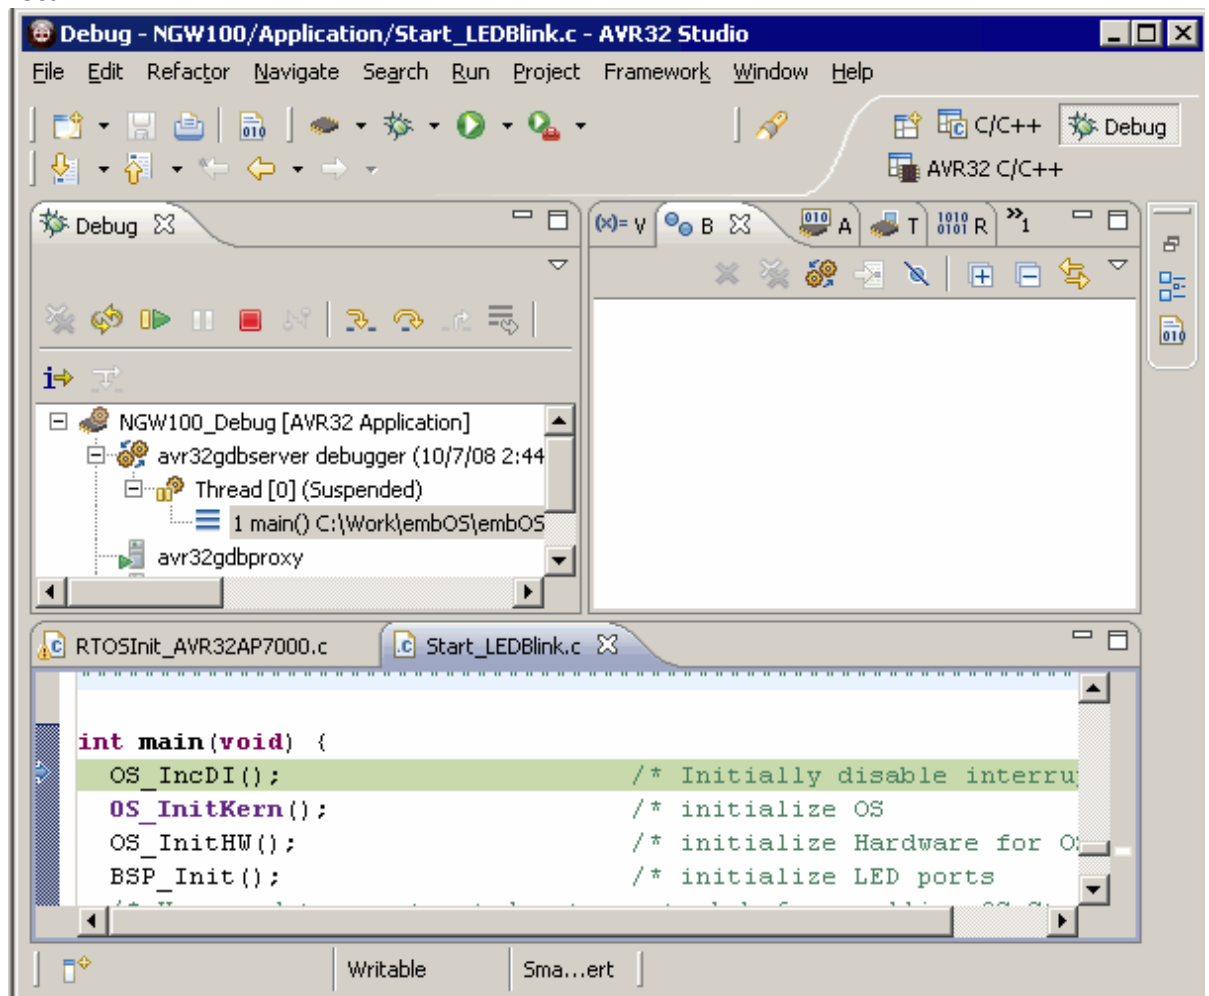 Debug - NGW100/Application/Start_LEDBlink.c - AVR32 Studio
File Edit Refactor Navigate Search Run Project Framework Window Help
C/C++ Debug
AVR32 C/C++
Debug
(x)= V B A T R »1
NGW100_Debug [AVR32 Application]
avr32gdbserver debugger (10/7/08 2:44
Thread [0] (Suspended)
1 main() C:\Work\embOS\embOS
avr32gdbproxy
RTOSInit_AVR32AP7000.c Start_LEDBlink.c
int main(void) {
OS_IncDI(); /* Initially disable interru
OS_InitKern(); /* initialize OS
OS_InitHW(); /* initialize Hardware for O
BSP_Init(); /* initialize LED ports
Writable Sma...ert